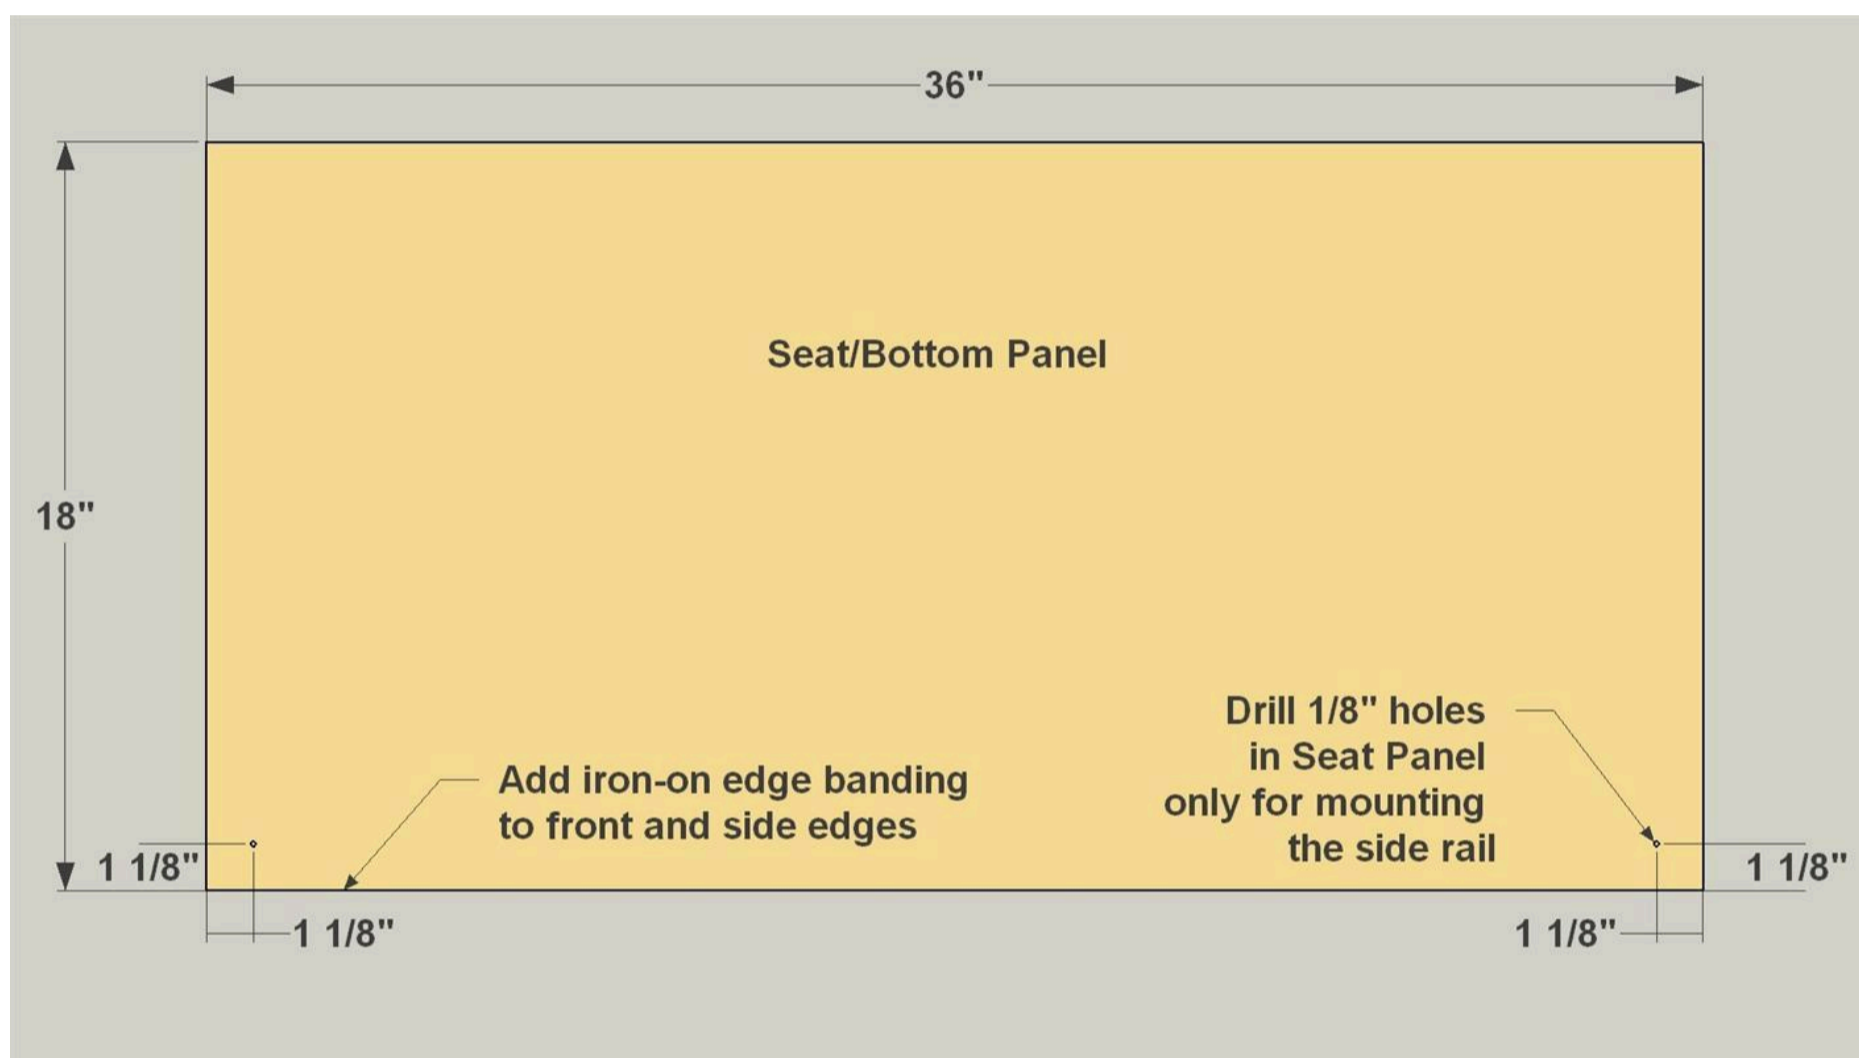 36"
18"
Seat/Bottom Panel
Drill 1/8" holes
in Seat Panel
only for mounting
the side rail
Add iron-on edge banding
to front and side edges
1 1/8"
1 1/8"
1 1/8"
1 1/8"